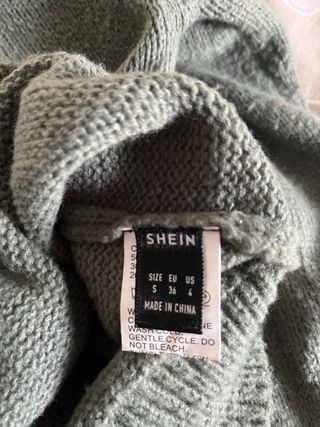 SHEIN
SIZE EU US
S 36 4
MADE IN CHINA
WASH COLD
GENTLE CYCLE. DO
NOT BLEACH.